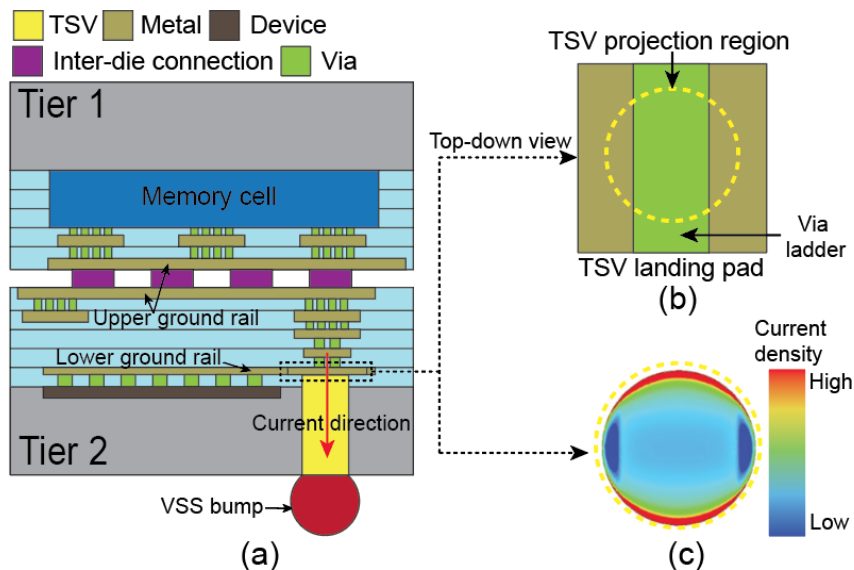 TSV Metal Device
Inter-die connection Via
Tier 1
Memory cell
Upper ground rail
Lower ground rail
Current direction
Tier 2
VSS bump
(a)
TSV projection region
Top-down view
Via
ladder
TSV landing pad
(b)
Current
density
High
Low
(c)